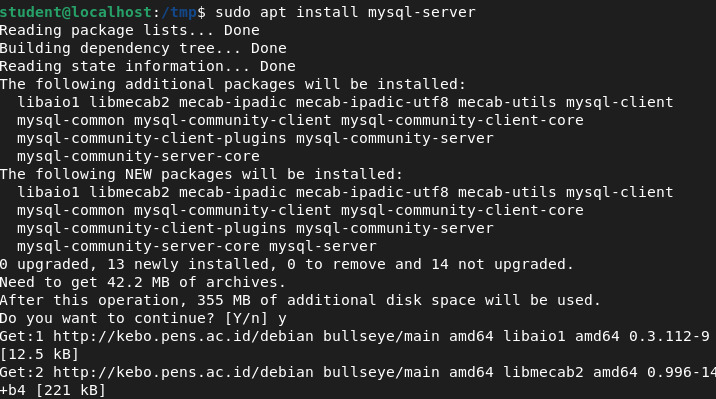 student@localhost:/tmp$ sudo apt install mysql-server
Reading package lists... Done
Building dependency tree... Done
Reading state information... Done
The following additional packages will be installed:
  libaio1 libmecab2 mecab-ipadic mecab-ipadic-utf8 mecab-utils mysql-client
  mysql-common mysql-community-client mysql-community-client-core
  mysql-community-client-plugins mysql-community-server
  mysql-community-server-core
The following NEW packages will be installed:
  libaio1 libmecab2 mecab-ipadic mecab-ipadic-utf8 mecab-utils mysql-client
  mysql-common mysql-community-client mysql-community-client-core
  mysql-community-client-plugins mysql-community-server
  mysql-community-server-core mysql-server
0 upgraded, 13 newly installed, 0 to remove and 14 not upgraded.
Need to get 42.2 MB of archives.
After this operation, 355 MB of additional disk space will be used.
Do you want to continue? [Y/n] y
Get:1 http://kebo.pens.ac.id/debian bullseye/main amd64 libaio1 amd64 0.3.112-9
[12.5 kB]
Get:2 http://kebo.pens.ac.id/debian bullseye/main amd64 libmecab2 amd64 0.996-14
+b4 [221 kB]